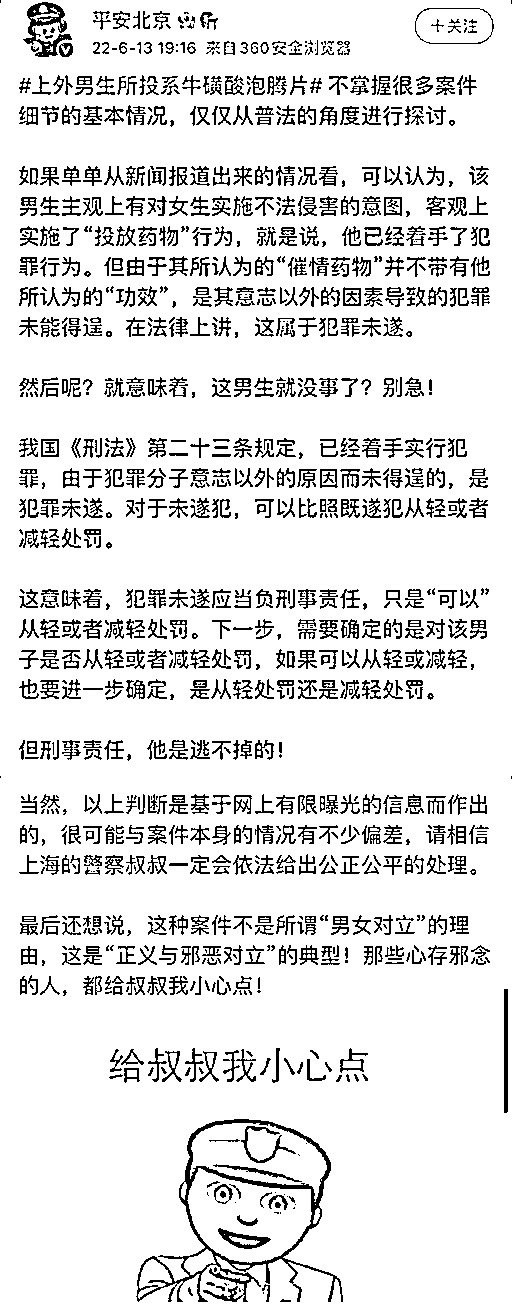 平安北京
+关注
22-6-13 19:16 来自360安全浏览器
#上外男生所投系牛磺酸泡腾片# 不掌握很多案件
细节的基本情况，仅仅从普法的角度进行探讨。
如果单单从新闻报道出来的情况看，可以认为，该
男生主观上有对女生实施不法侵害的意图，客观上
实施了“投放药物”行为，就是说，他已经着手了犯
罪行为。但由于其所认为的“催情药物”并不带有他
所认为的“功效”，是其意志以外的因素导致的犯罪
未能得逞。在法律上讲，这属于犯罪未遂。
然后呢？就意味着，这男生就没事了？别急！
我国《刑法》第二十三条规定，已经着手实行犯
罪，由于犯罪分子意志以外的原因而未得逞的，是
犯罪未遂。对于未遂犯，可以比照既遂犯从轻或者
减轻处罚。
这意味着，犯罪未遂应当负刑事责任，只是“可以”
从轻或者减轻处罚。下一步，需要确定的是对该男
子是否从轻或者减轻处罚，如果可以从轻或减轻，
也要进一步确定，是从轻处罚还是减轻处罚。
但刑事责任，他是逃不掉的！
当然，以上判断是基于网上有限曝光的信息而作出
的，很可能与案件本身的情况有不少偏差，请相信
上海的警察叔叔一定会依法给出公正公平的处理。
最后还想说，这种案件不是所谓“男女对立”的理
由，这是“正义与邪恶对立”的典型！那些心存邪念
的人，都给叔叔我小心点！
给叔叔我小心点